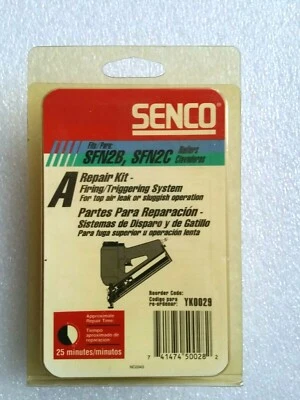 SENCO
Fits/Para:
SFN2B, SFN2C
Nailers
Clavadoras
A
Repair Kit -
Firing/Triggering System
For top air leak or sluggish operation
Partes Para Reparación -
Sistemas de Disparo y de Gatillo
Para fuga superior u operación lenta
Reorder Code:
Codigo para
re-ordenar:
YK0029
Approximate
Repair Time:
Tiempo
aproximado de
reparación
25 minutes/minutos
7 41474 50028 2